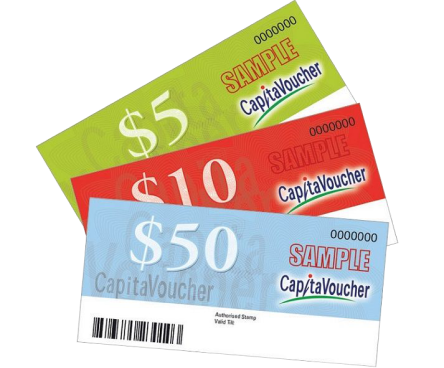 0000000
SAMPLE
$5
CapitaVoucher
0000000
SAMPLE
$10
CapitaVoucher
0000000
$50
SAMPLE
CapitaVoucher
CapitaVoucher
Authorised Stamp
Valid Till: